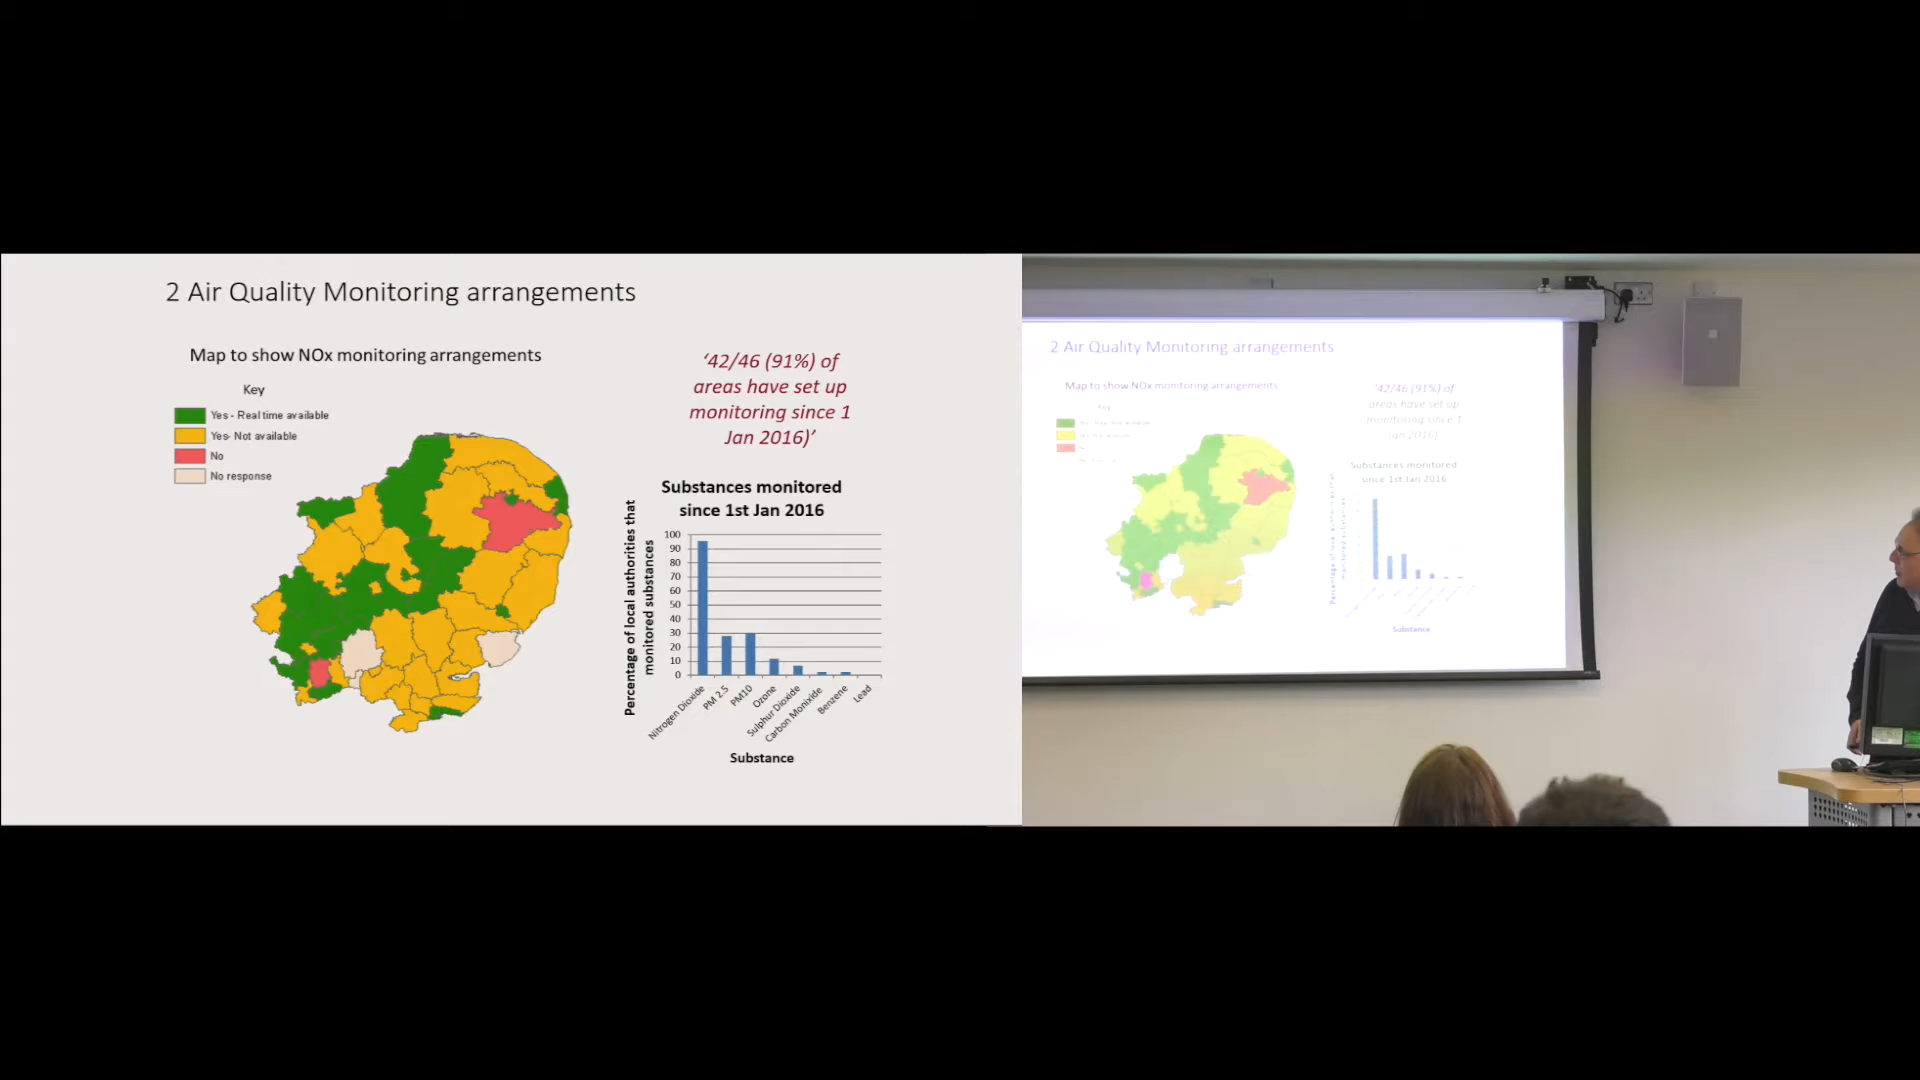 2 Air Quality Monitoring arrangements
Map to show NOx monitoring arrangements
Key
Yes - Real time available
Yes- Not available
No
No response
‘42/46 (91%) of
areas have set up
monitoring since 1
Jan 2016)’
Substances monitored
since 1st Jan 2016
Percentage of local authorities that
monitored substances
100
90
80
70
60
50
40
30
20
10
0
Nitrogen Dioxide
PM 2.5
PM10
Ozone
Sulphur Dioxide
Carbon Monixide
Benzene
Lead
Substance
2 Air Quality Monitoring arrangements
Map to show NOx monitoring arrangements
Key
‘42/46 (91%) of
areas have set up
monitoring since 1
Jan 2016)’
Substances monitored
since 1st Jan 2016
Substance